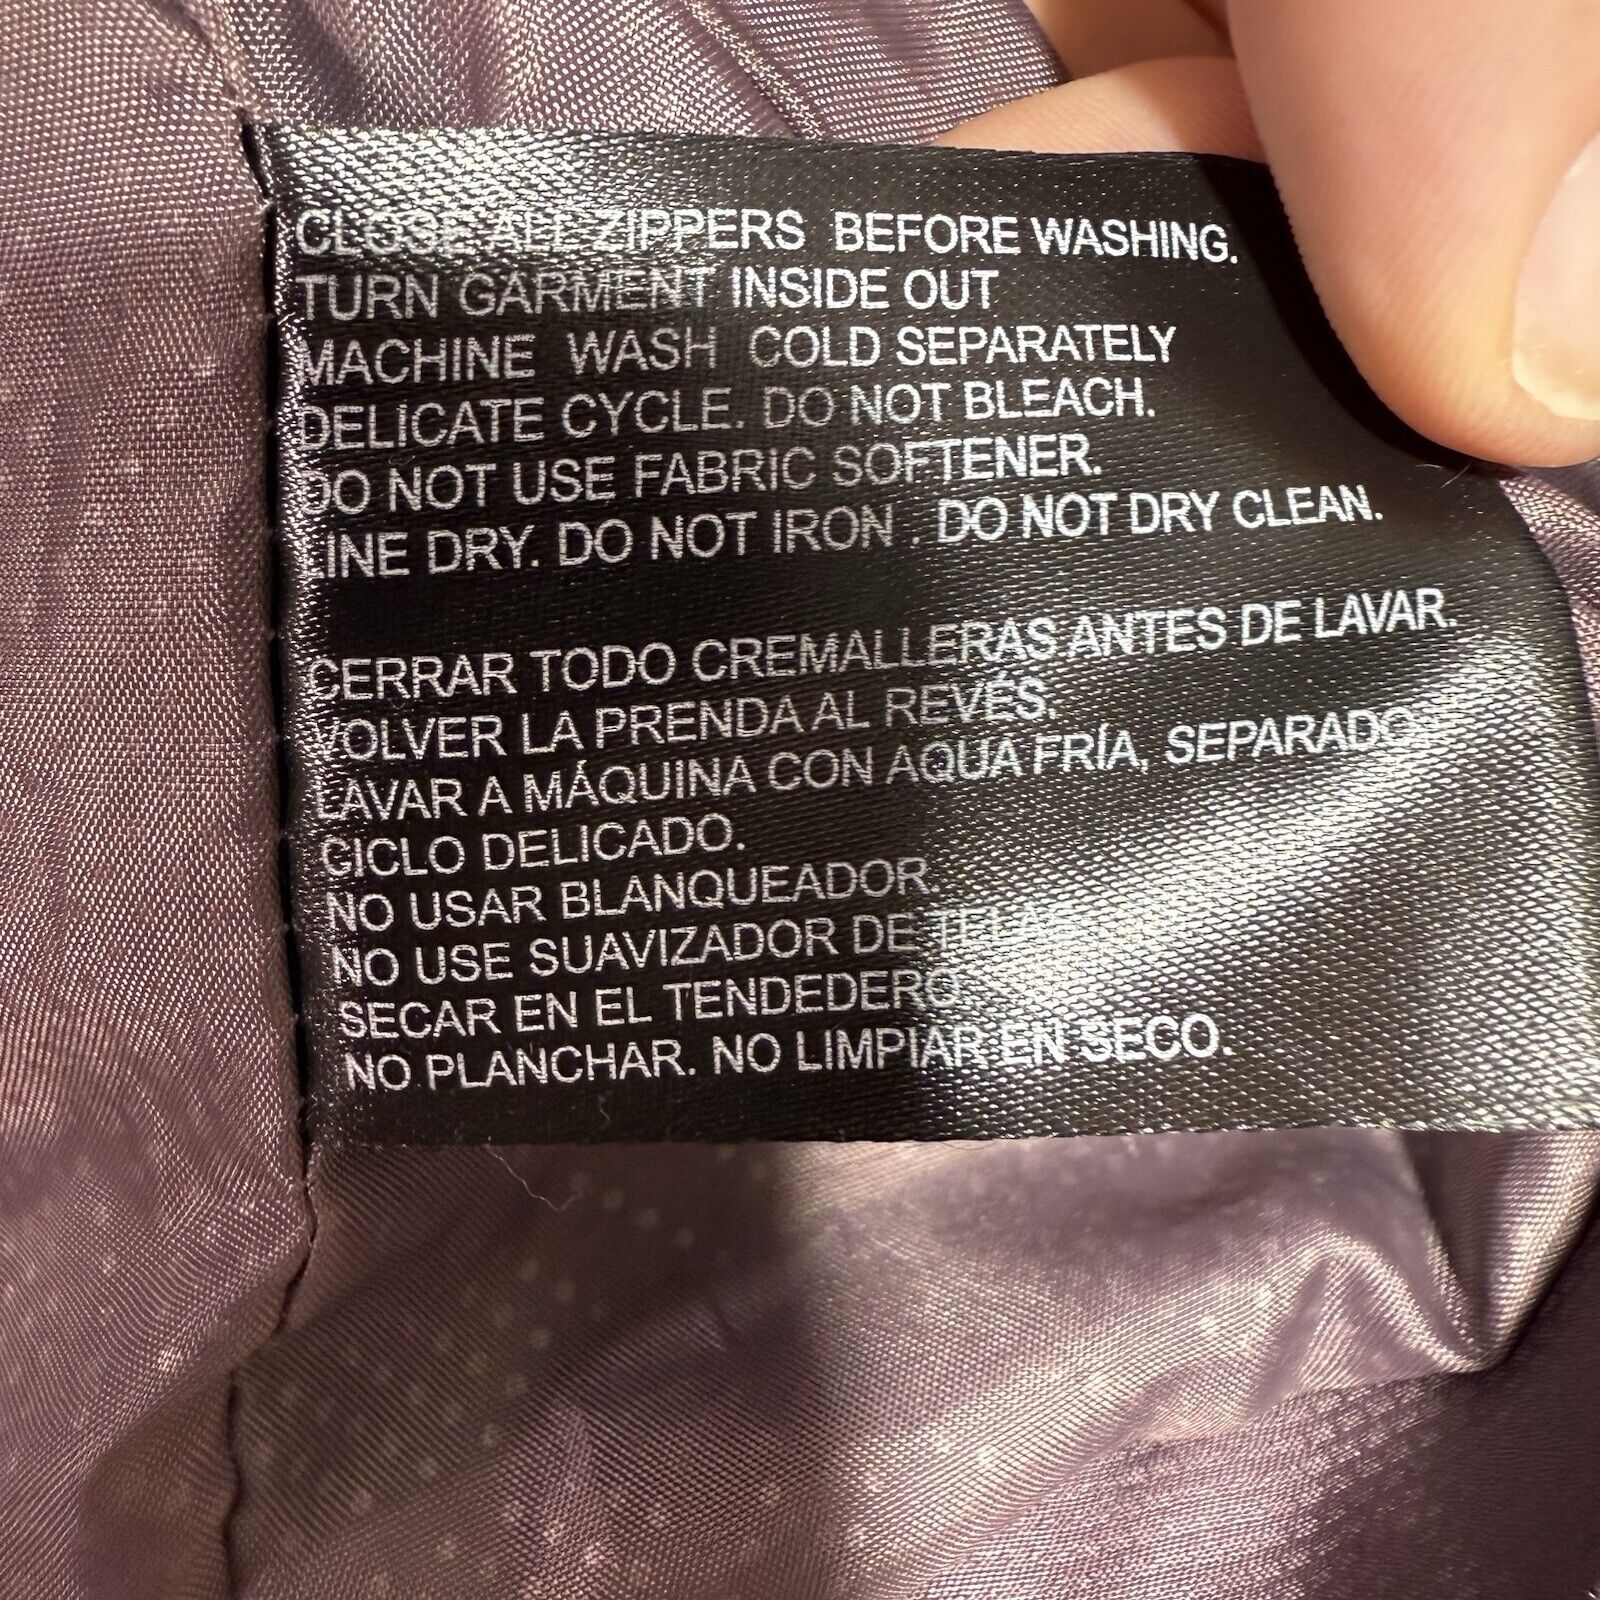 CLOSE ALL ZIPPERS BEFORE WASHING.
TURN GARMENT INSIDE OUT
MACHINE WASH COLD SEPARATELY
DELICATE CYCLE. DO NOT BLEACH.
DO NOT USE FABRIC SOFTENER.
LINE DRY. DO NOT IRON . DO NOT DRY CLEAN.
CERRAR TODO CREMALLERAS ANTES DE LAVAR.
VOLVER LA PRENDA AL REVÉS.
LAVAR A MÁQUINA CON AQUA FRÍA, SEPARADO.
CICLO DELICADO.
NO USAR BLANQUEADOR.
NO USE SUAVIZADOR DE TELAS
SECAR EN EL TENDEDERO
NO PLANCHAR. NO LIMPIAR EN SECO.